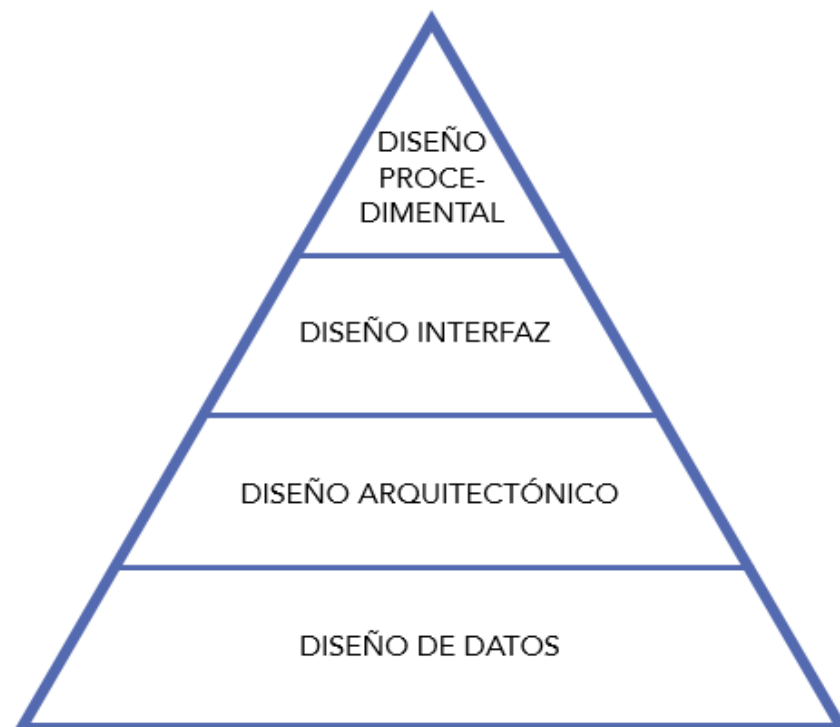 DISEÑO
PROCE-
DIMENTAL
DISEÑO INTERFAZ
DISEÑO ARQUITECTÓNICO
DISEÑO DE DATOS